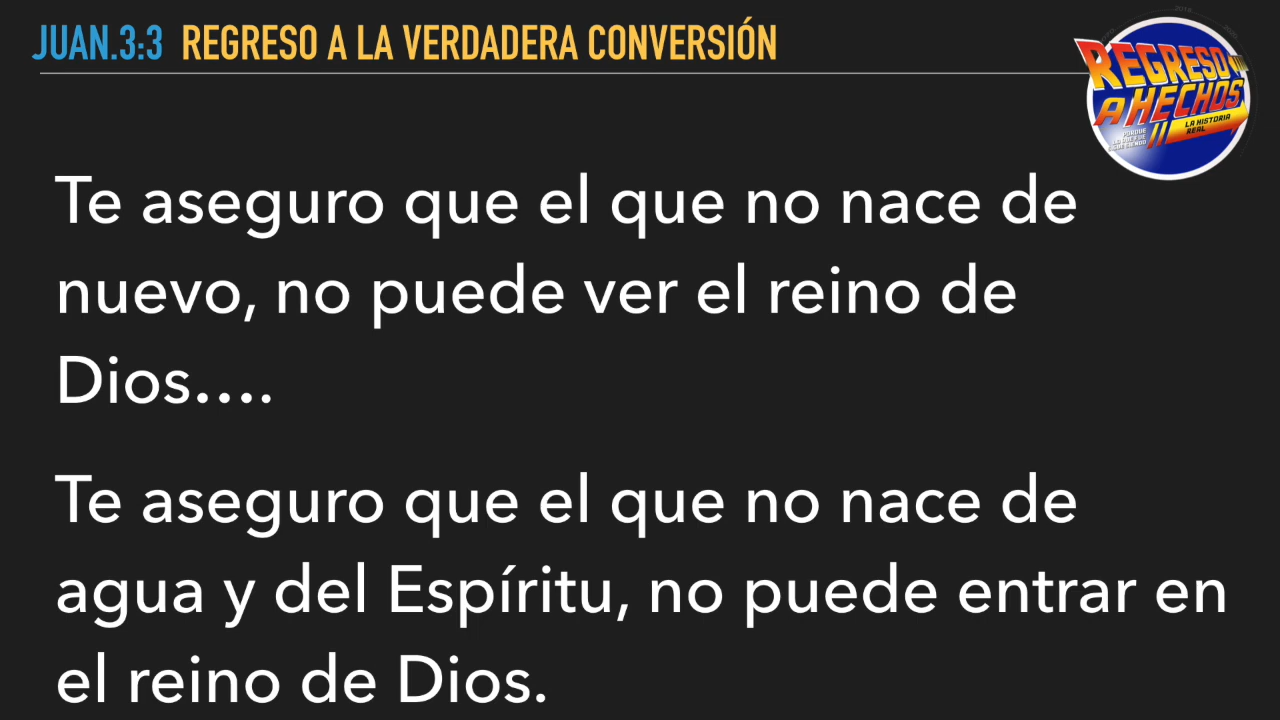 JUAN.3:3 REGRESO A LA VERDADERA CONVERSIÓN
REGRESO
A HECHOS
LA HISTORIA
REAL
PORQUE
Te aseguro que el que no nace de
nuevo, no puede ver el reino de
Dios….
Te aseguro que el que no nace de
agua y del Espíritu, no puede entrar en
el reino de Dios.